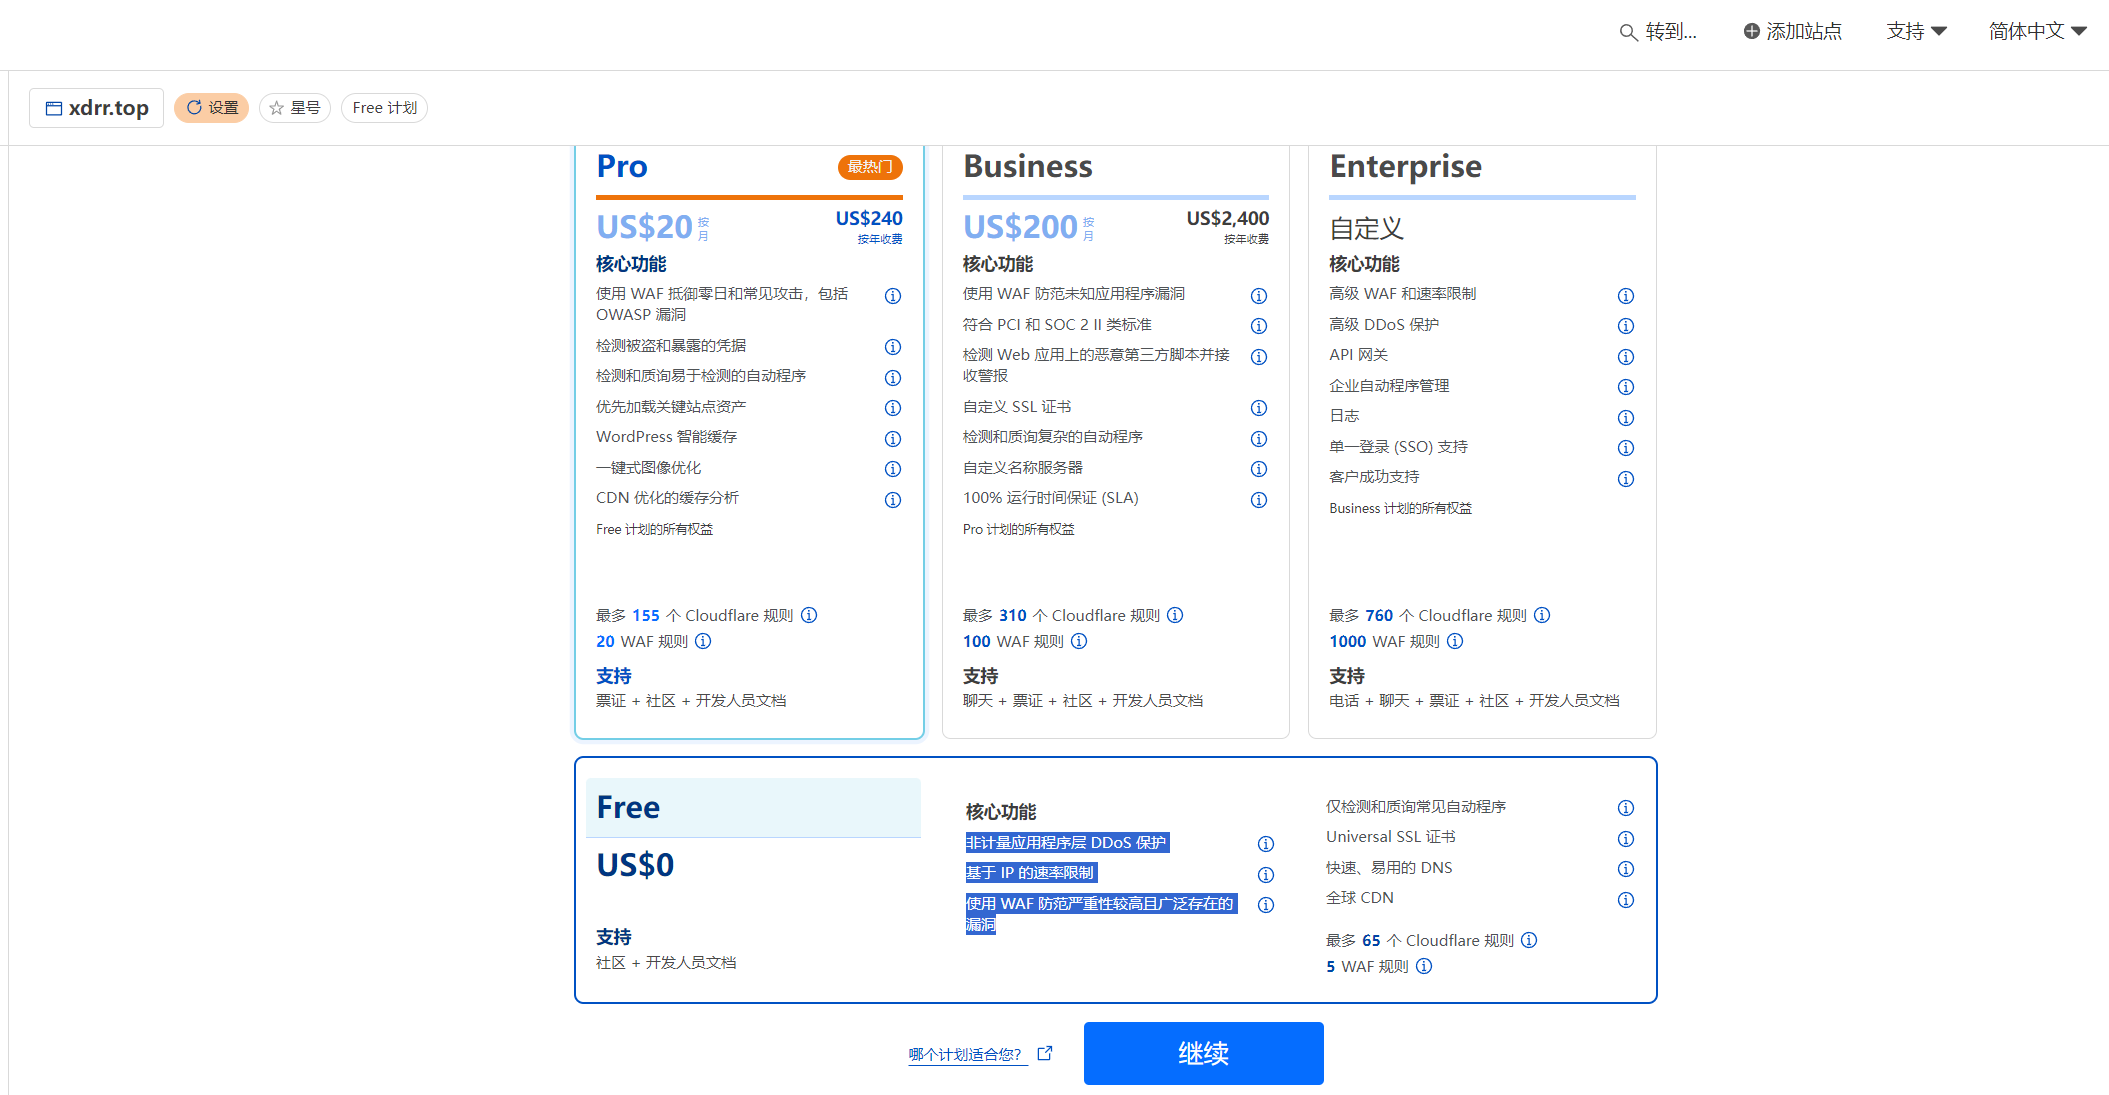 转到...
添加站点
支持
简体中文
xdrr.top
设置
星号
Free 计划
Pro
最热门
US$20 按月
US$240
按年收费
核心功能
使用 WAF 抵御零日和常见攻击，包括
OWASP 漏洞
检测被盗和暴露的凭据
检测和质询易于检测的自动程序
优先加载关键站点资产
WordPress 智能缓存
一键式图像优化
CDN 优化的缓存分析
Free 计划的所有权益
最多 155 个 Cloudflare 规则
20 WAF 规则
支持
票证 + 社区 + 开发人员文档
Business
US$200 按月
US$2,400
按年收费
核心功能
使用 WAF 防范未知应用程序漏洞
符合 PCI 和 SOC 2 II 类标准
检测 Web 应用上的恶意第三方脚本并接
收警报
自定义 SSL 证书
检测和质询复杂的自动程序
自定义名称服务器
100% 运行时间保证 (SLA)
Pro 计划的所有权益
最多 310 个 Cloudflare 规则
100 WAF 规则
支持
聊天 + 票证 + 社区 + 开发人员文档
Enterprise
自定义
核心功能
高级 WAF 和速率限制
高级 DDoS 保护
API 网关
企业自动程序管理
日志
单一登录 (SSO) 支持
客户成功支持
Business 计划的所有权益
最多 760 个 Cloudflare 规则
1000 WAF 规则
支持
电话 + 聊天 + 票证 + 社区 + 开发人员文档
Free
US$0
支持
社区 + 开发人员文档
核心功能
非计量应用程序层 DDoS 保护
基于 IP 的速率限制
使用 WAF 防范严重性较高且广泛存在的
漏洞
仅检测和质询常见自动程序
Universal SSL 证书
快速、易用的 DNS
全球 CDN
最多 65 个 Cloudflare 规则
5 WAF 规则
哪个计划适合您?
继续